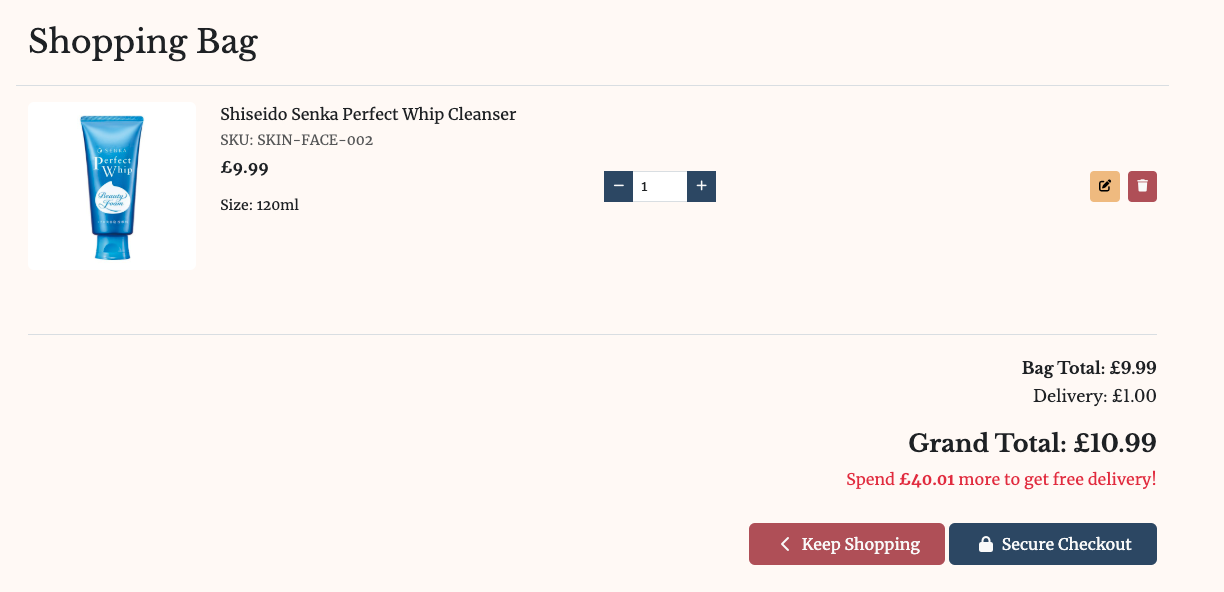 Shopping Bag
Shiseido Senka Perfect Whip Cleanser
SKU: SKIN-FACE-002
£9.99
Size: 120ml
SENKA
Perfect
Whip
Beauty
Foam
1
Bag Total: £9.99
Delivery: £1.00
Grand Total: £10.99
Spend £40.01 more to get free delivery!
Keep Shopping
Secure Checkout